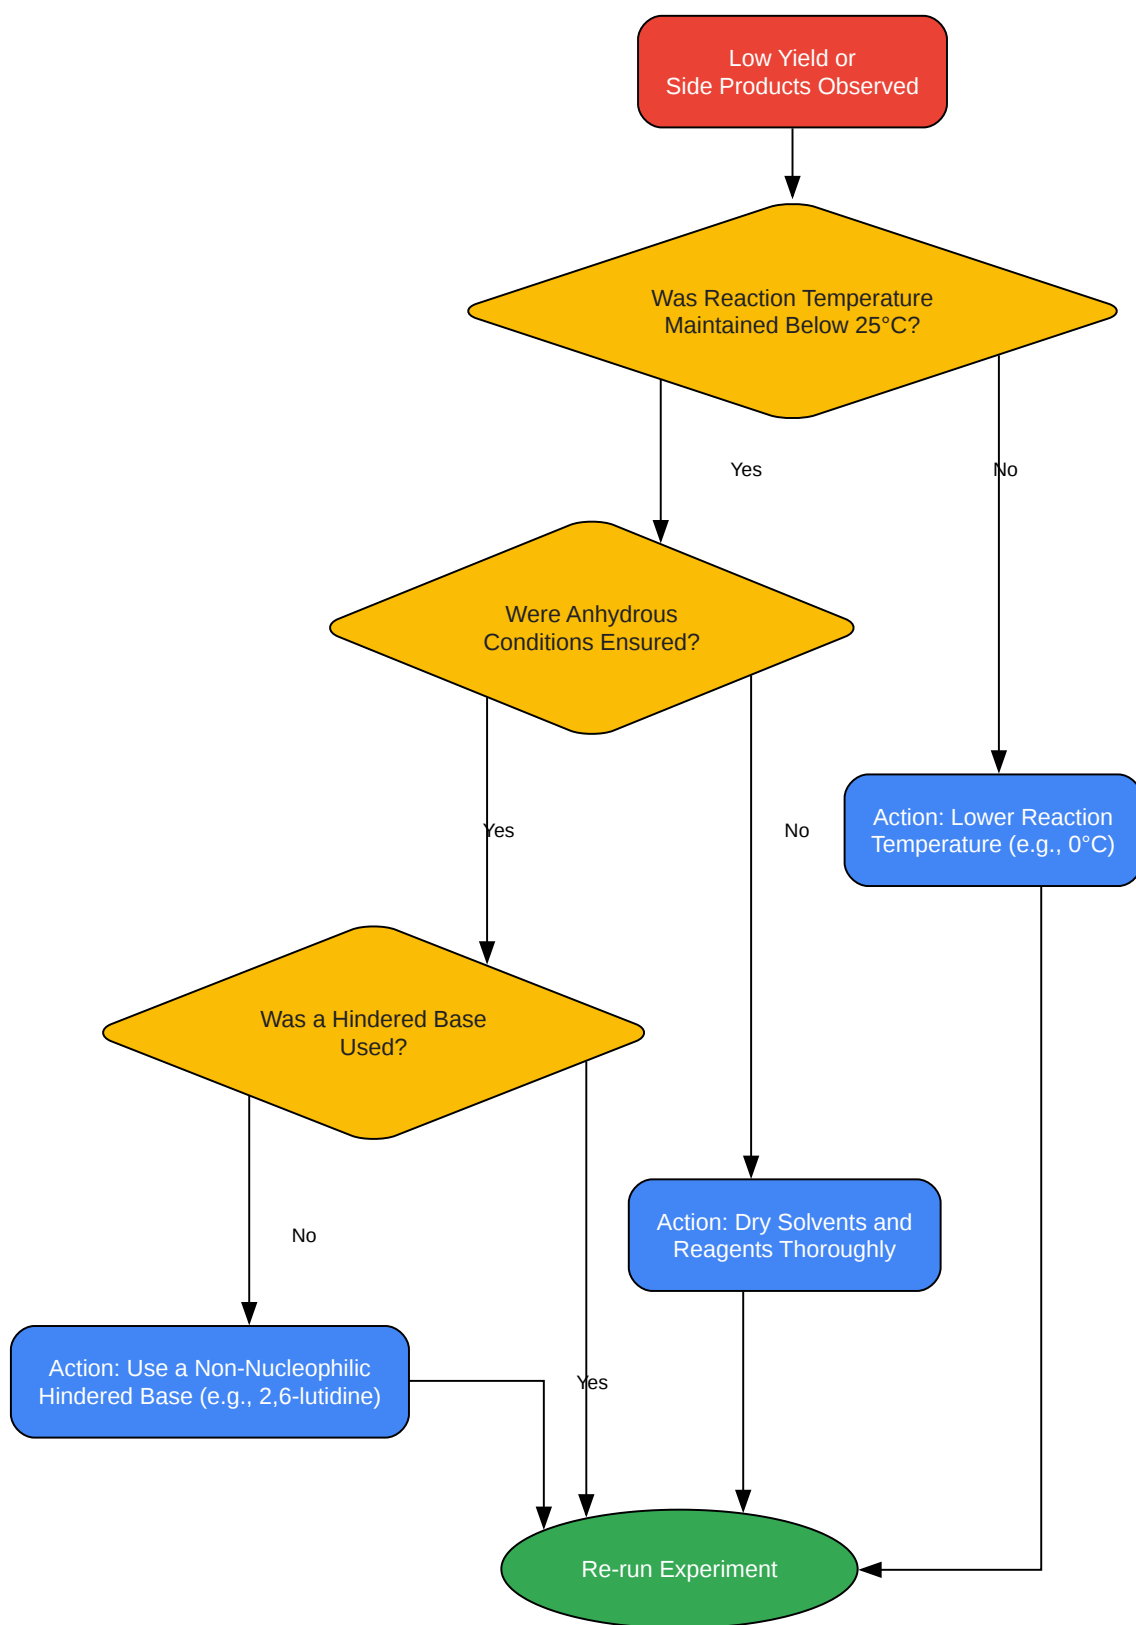 Low Yield or
Side Products Observed
Was Reaction Temperature
Maintained Below 25°C?
Yes
No
Were Anhydrous
Conditions Ensured?
Yes
No
Action: Lower Reaction
Temperature (e.g., 0°C)
Was a Hindered Base
Used?
No
Action: Dry Solvents and
Reagents Thoroughly
Action: Use a Non-Nucleophilic
Hindered Base (e.g., 2,6-lutidine)
Yes
Re-run Experiment